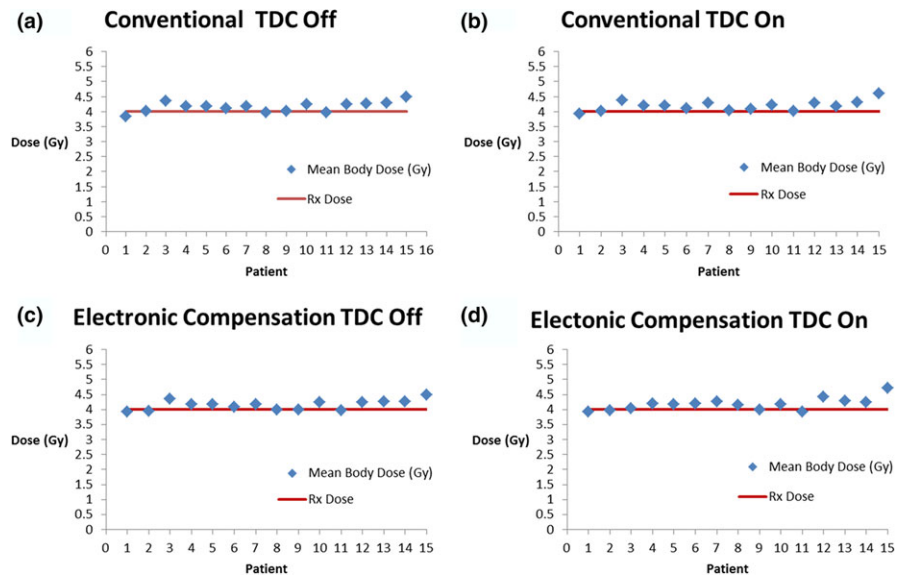 (a) Conventional TDC Off
6
5.5
5
4.5
4
3.5
3
2.5
2
1.5
1
0.5
0
Dose (Gy)
Mean Body Dose (Gy)
Rx Dose
0 1 2 3 4 5 6 7 8 9 10 11 12 13 14 15 16
Patient
(b) Conventional TDC On
6
5.5
5
4.5
4
3.5
3
2.5
2
1.5
1
0.5
0
Dose (Gy)
Mean Body Dose (Gy)
Rx Dose
0 1 2 3 4 5 6 7 8 9 10 11 12 13 14 15
Patient
(c) Electronic Compensation TDC Off
6
5.5
5
4.5
4
3.5
3
2.5
2
1.5
1
0.5
0
Dose (Gy)
Mean Body Dose (Gy)
Rx Dose
0 1 2 3 4 5 6 7 8 9 10 11 12 13 14 15
Patient
(d) Electonic Compensation TDC On
6
5.5
5
4.5
4
3.5
3
2.5
2
1.5
1
0.5
0
Dose (Gy)
Mean Body Dose (Gy)
Rx Dose
0 1 2 3 4 5 6 7 8 9 10 11 12 13 14 15
Patient